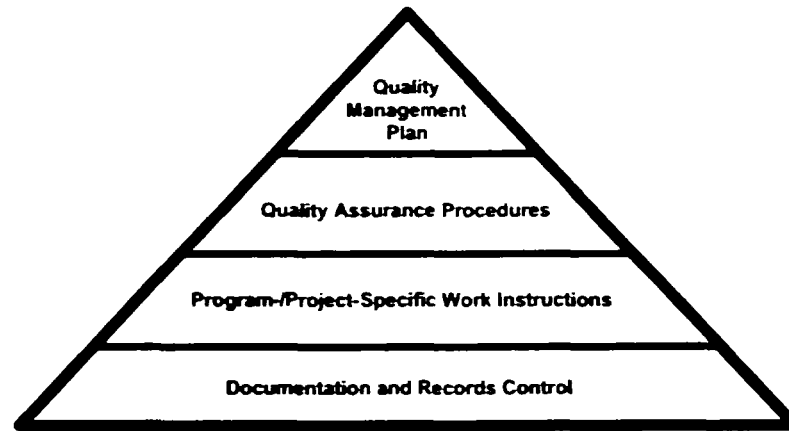 Quality
Management
Plan
Quality Assurance Procedures
Program-/Project-Specific Work Instructions
Documentation and Records Control